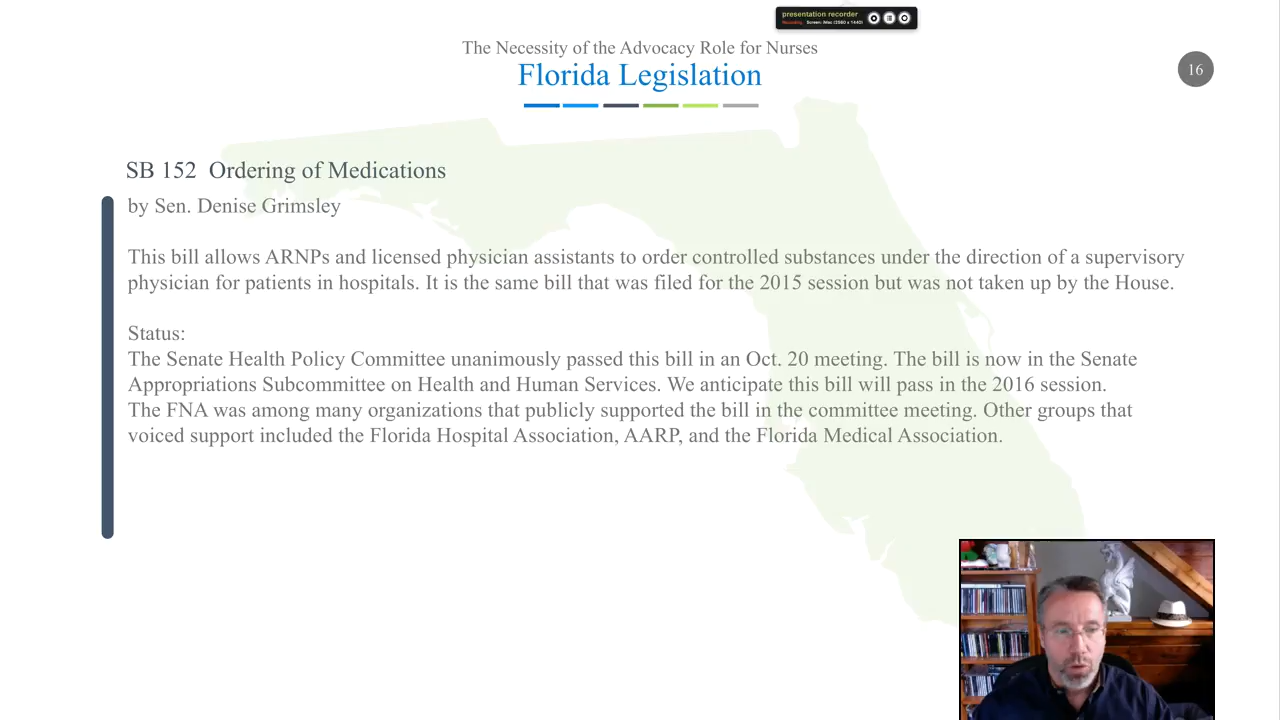 presentation recorder
Recording Screen: iMac (2560 x 1440)
The Necessity of the Advocacy Role for Nurses
Florida Legislation
16
SB 152 Ordering of Medications
by Sen. Denise Grimsley
This bill allows ARNPs and licensed physician assistants to order controlled substances under the direction of a supervisory
physician for patients in hospitals. It is the same bill that was filed for the 2015 session but was not taken up by the House.
Status:
The Senate Health Policy Committee unanimously passed this bill in an Oct. 20 meeting. The bill is now in the Senate
Appropriations Subcommittee on Health and Human Services. We anticipate this bill will pass in the 2016 session.
The FNA was among many organizations that publicly supported the bill in the committee meeting. Other groups that
voiced support included the Florida Hospital Association, AARP, and the Florida Medical Association.